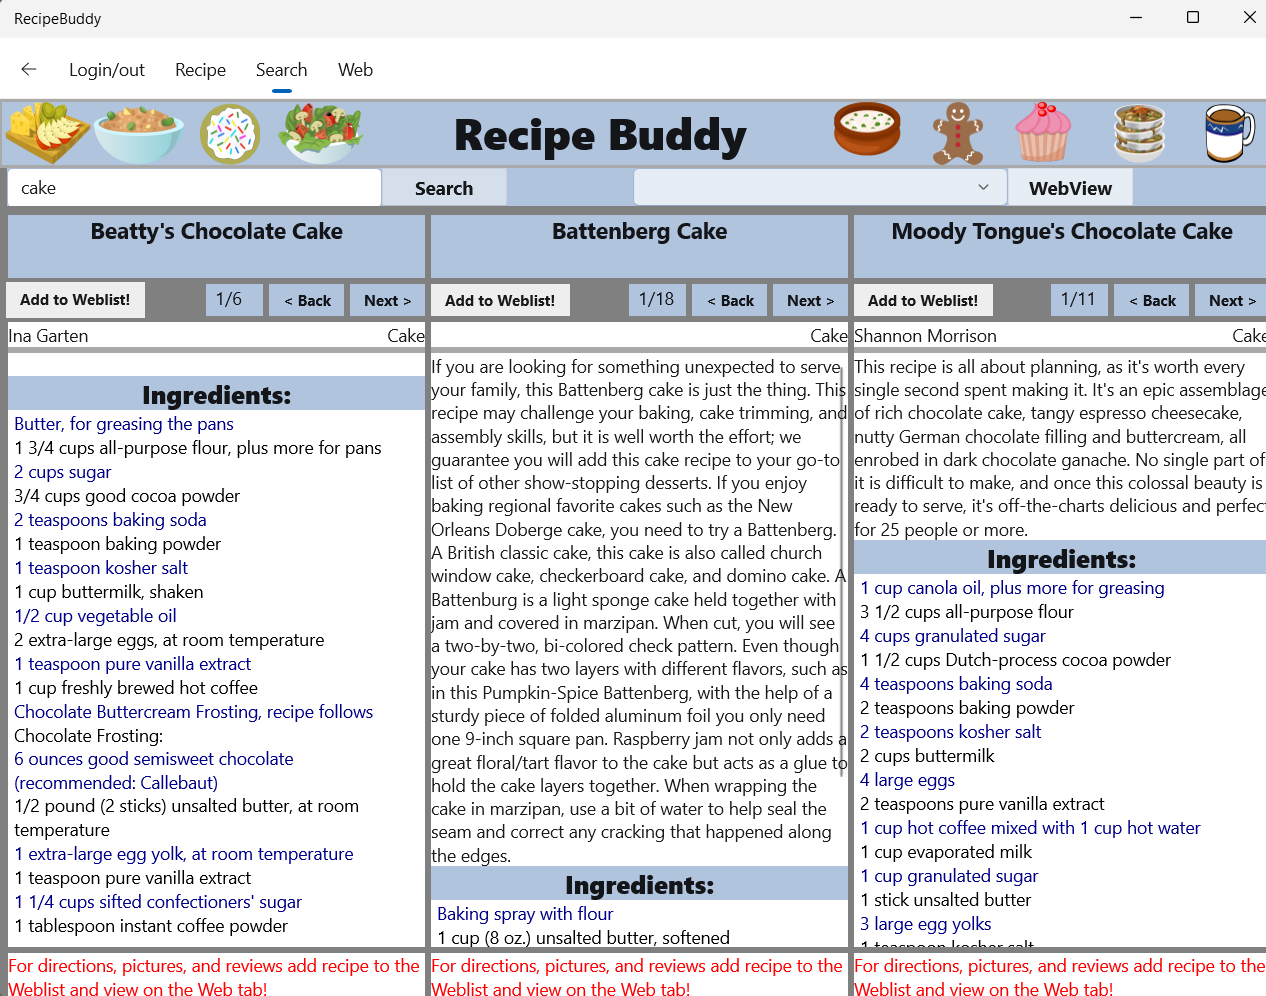 RecipeBuddy
Login/out
Recipe
Search
Web
Recipe Buddy
cake
Search
WebView
Beatty's Chocolate Cake
Add to Weblist!
1/6
< Back
Next >
Ina Garten
Cake
Ingredients:
Butter, for greasing the pans
1 3/4 cups all-purpose flour, plus more for pans
2 cups sugar
3/4 cups good cocoa powder
2 teaspoons baking soda
1 teaspoon baking powder
1 teaspoon kosher salt
1 cup buttermilk, shaken
1/2 cup vegetable oil
2 extra-large eggs, at room temperature
1 teaspoon pure vanilla extract
1 cup freshly brewed hot coffee
Chocolate Buttercream Frosting, recipe follows
Chocolate Frosting:
6 ounces good semisweet chocolate
(recommended: Callebaut)
1/2 pound (2 sticks) unsalted butter, at room
temperature
1 extra-large egg yolk, at room temperature
1 teaspoon pure vanilla extract
1 1/4 cups sifted confectioners' sugar
1 tablespoon instant coffee powder
For directions, pictures, and reviews add recipe to the
Weblist and view on the Web tab!
Battenberg Cake
Add to Weblist!
1/18
< Back
Next >
Cake
If you are looking for something unexpected to serve
your family, this Battenberg cake is just the thing. This
recipe may challenge your baking, cake trimming, and
assembly skills, but it is well worth the effort; we
guarantee you will add this cake recipe to your go-to
list of other show-stopping desserts. If you enjoy
baking regional favorite cakes such as the New
Orleans Doberge cake, you need to try a Battenberg.
A British classic cake, this cake is also called church
window cake, checkerboard cake, and domino cake. A
Battenburg is a light sponge cake held together with
jam and covered in marzipan. When cut, you will see
a two-by-two, bi-colored check pattern. Even though
your cake has two layers with different flavors, such as
in this Pumpkin-Spice Battenberg, with the help of a
sturdy piece of folded aluminum foil you only need
one 9-inch square pan. Raspberry jam not only adds a
great floral/tart flavor to the cake but acts as a glue to
hold the cake layers together. When wrapping the
cake in marzipan, use a bit of water to help seal the
seam and correct any cracking that happened along
the edges.
Ingredients:
Baking spray with flour
1 cup (8 oz.) unsalted butter, softened
For directions, pictures, and reviews add recipe to the
Weblist and view on the Web tab!
Moody Tongue's Chocolate Cake
Add to Weblist!
1/11
< Back
Next >
Shannon Morrison
Cake
This recipe is all about planning, as it's worth every
single second spent making it. It's an epic assemblage
of rich chocolate cake, tangy espresso cheesecake,
nutty German chocolate filling and buttercream, all
enrobed in dark chocolate ganache. No single part of
it is difficult to make, and once this colossal beauty is
ready to serve, it's off-the-charts delicious and perfec
for 25 people or more.
Ingredients:
1 cup canola oil, plus more for greasing
3 1/2 cups all-purpose flour
4 cups granulated sugar
1 1/2 cups Dutch-process cocoa powder
4 teaspoons baking soda
2 teaspoons baking powder
2 teaspoons kosher salt
2 cups buttermilk
4 large eggs
2 teaspoons pure vanilla extract
1 cup hot coffee mixed with 1 cup hot water
1 cup evaporated milk
1 cup granulated sugar
1 stick unsalted butter
3 large egg yolks
1 teaspoon kosher salt
For directions, pictures, and reviews add recipe to the
Weblist and view on the Web tab!